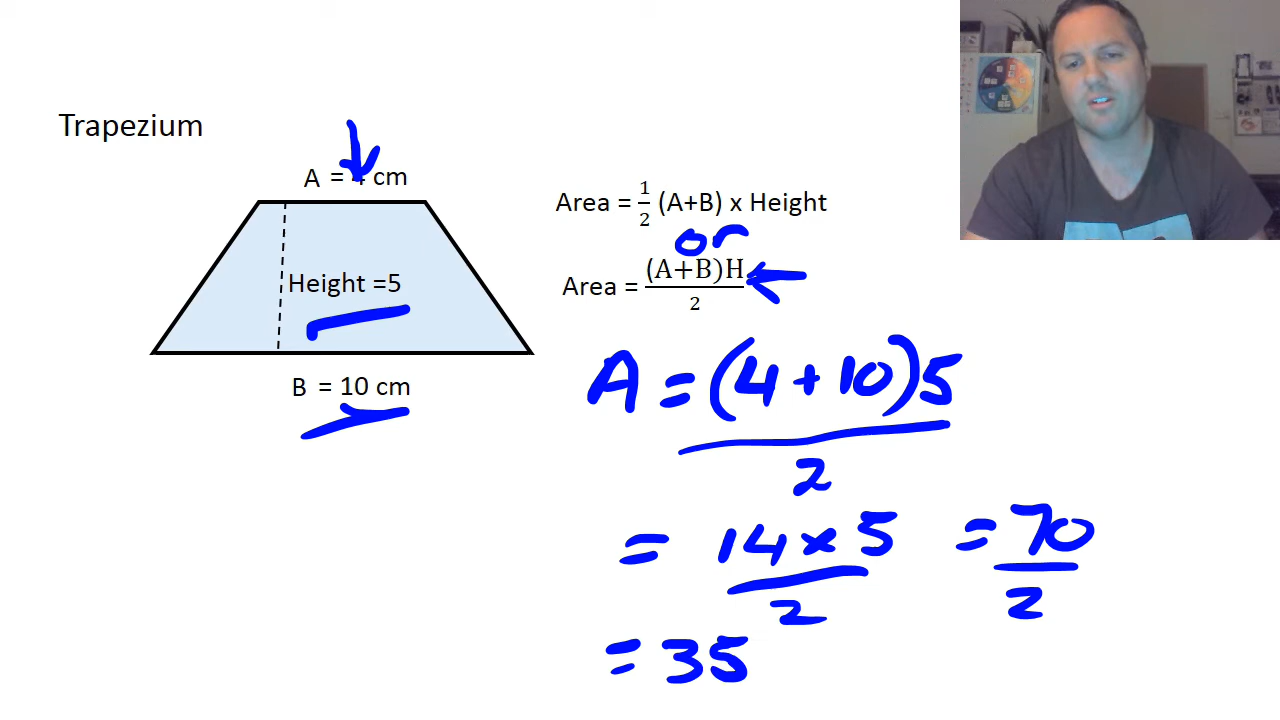 Trapezium
A = 4 cm
Height =5
B = 10 cm
Area = 1/2 (A+B) x Height
or
Area = (A+B)H/2
A = (4+10)5/2
= 14 x 5/2 = 70/2
= 35